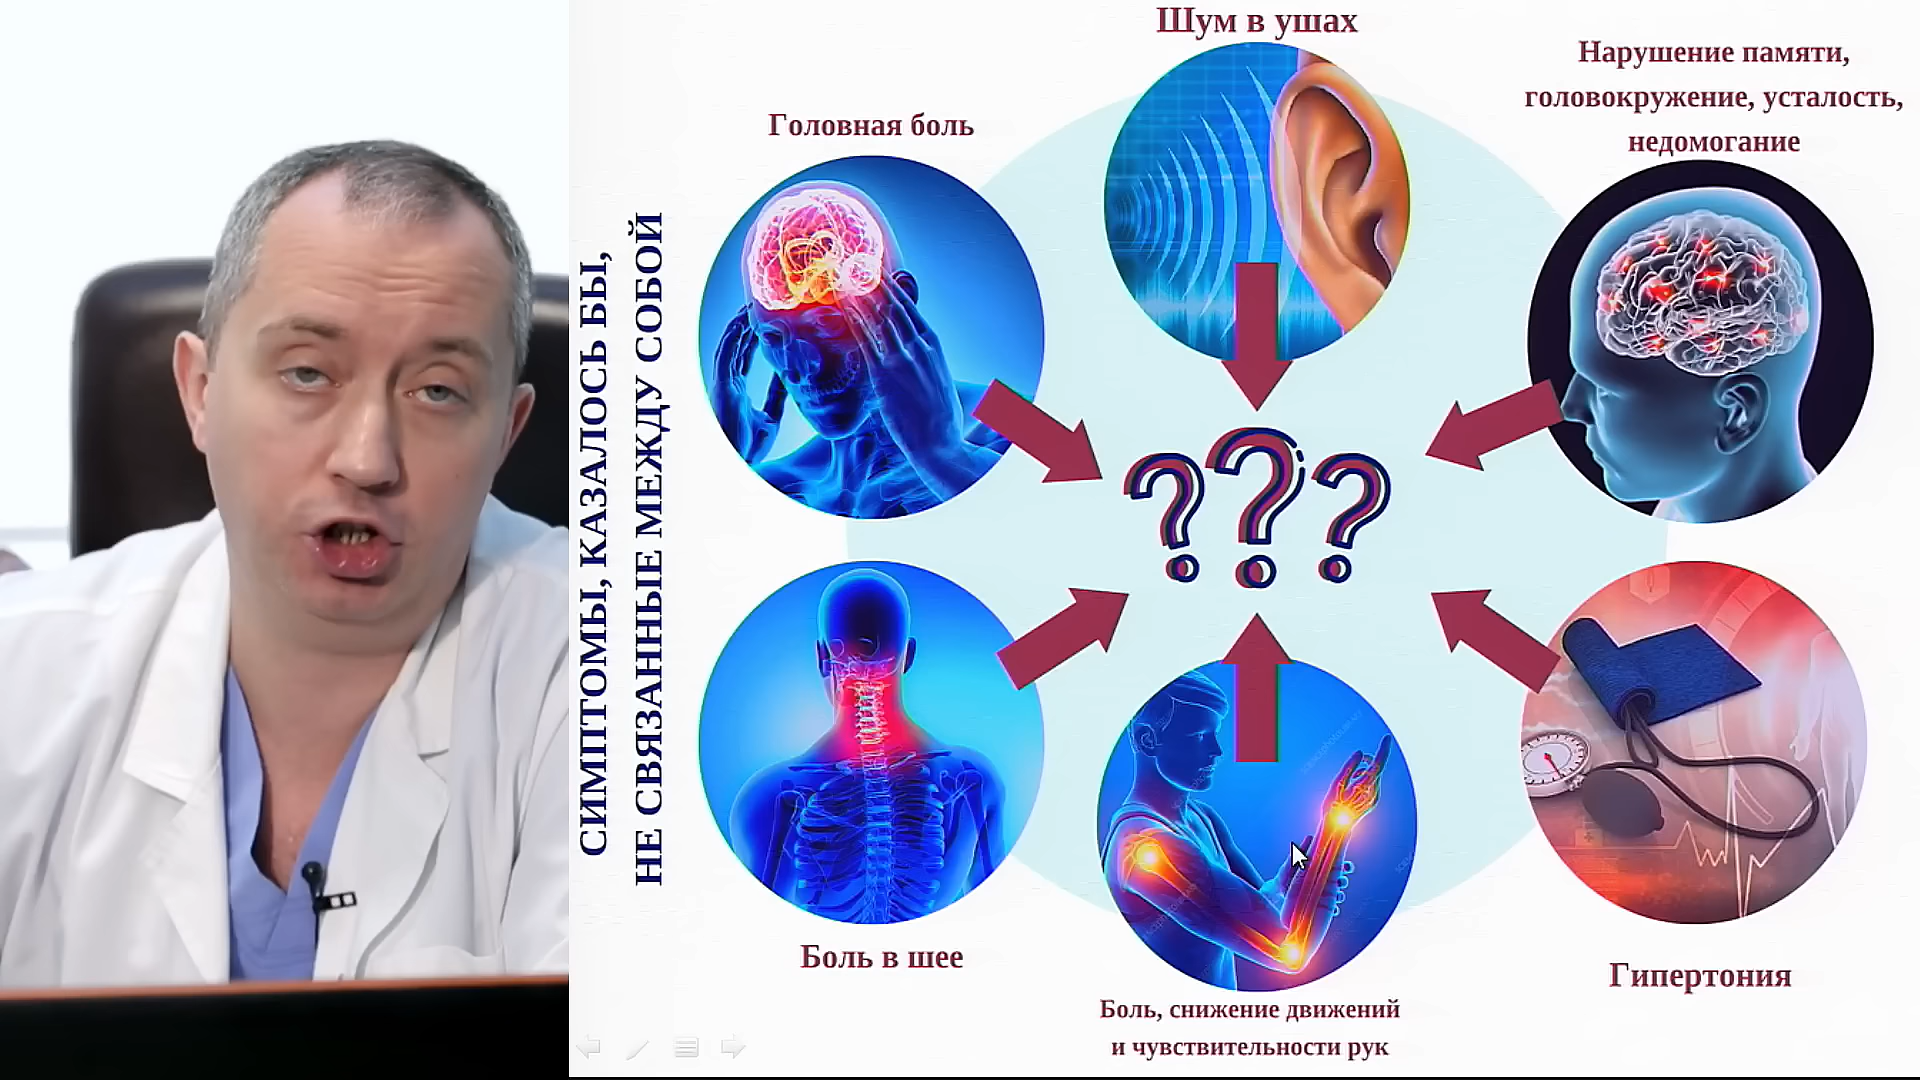 СИМПТОМЫ, КАЗАЛОСЬ БЫ,
НЕ СВЯЗАННЫЕ МЕЖДУ СОБОЙ
Шум в ушах
Головная боль
Нарушение памяти,
головокружение, усталость,
недомогание
???
Боль в шее
Боль, снижение движений
и чувствительности рук
Гипертония